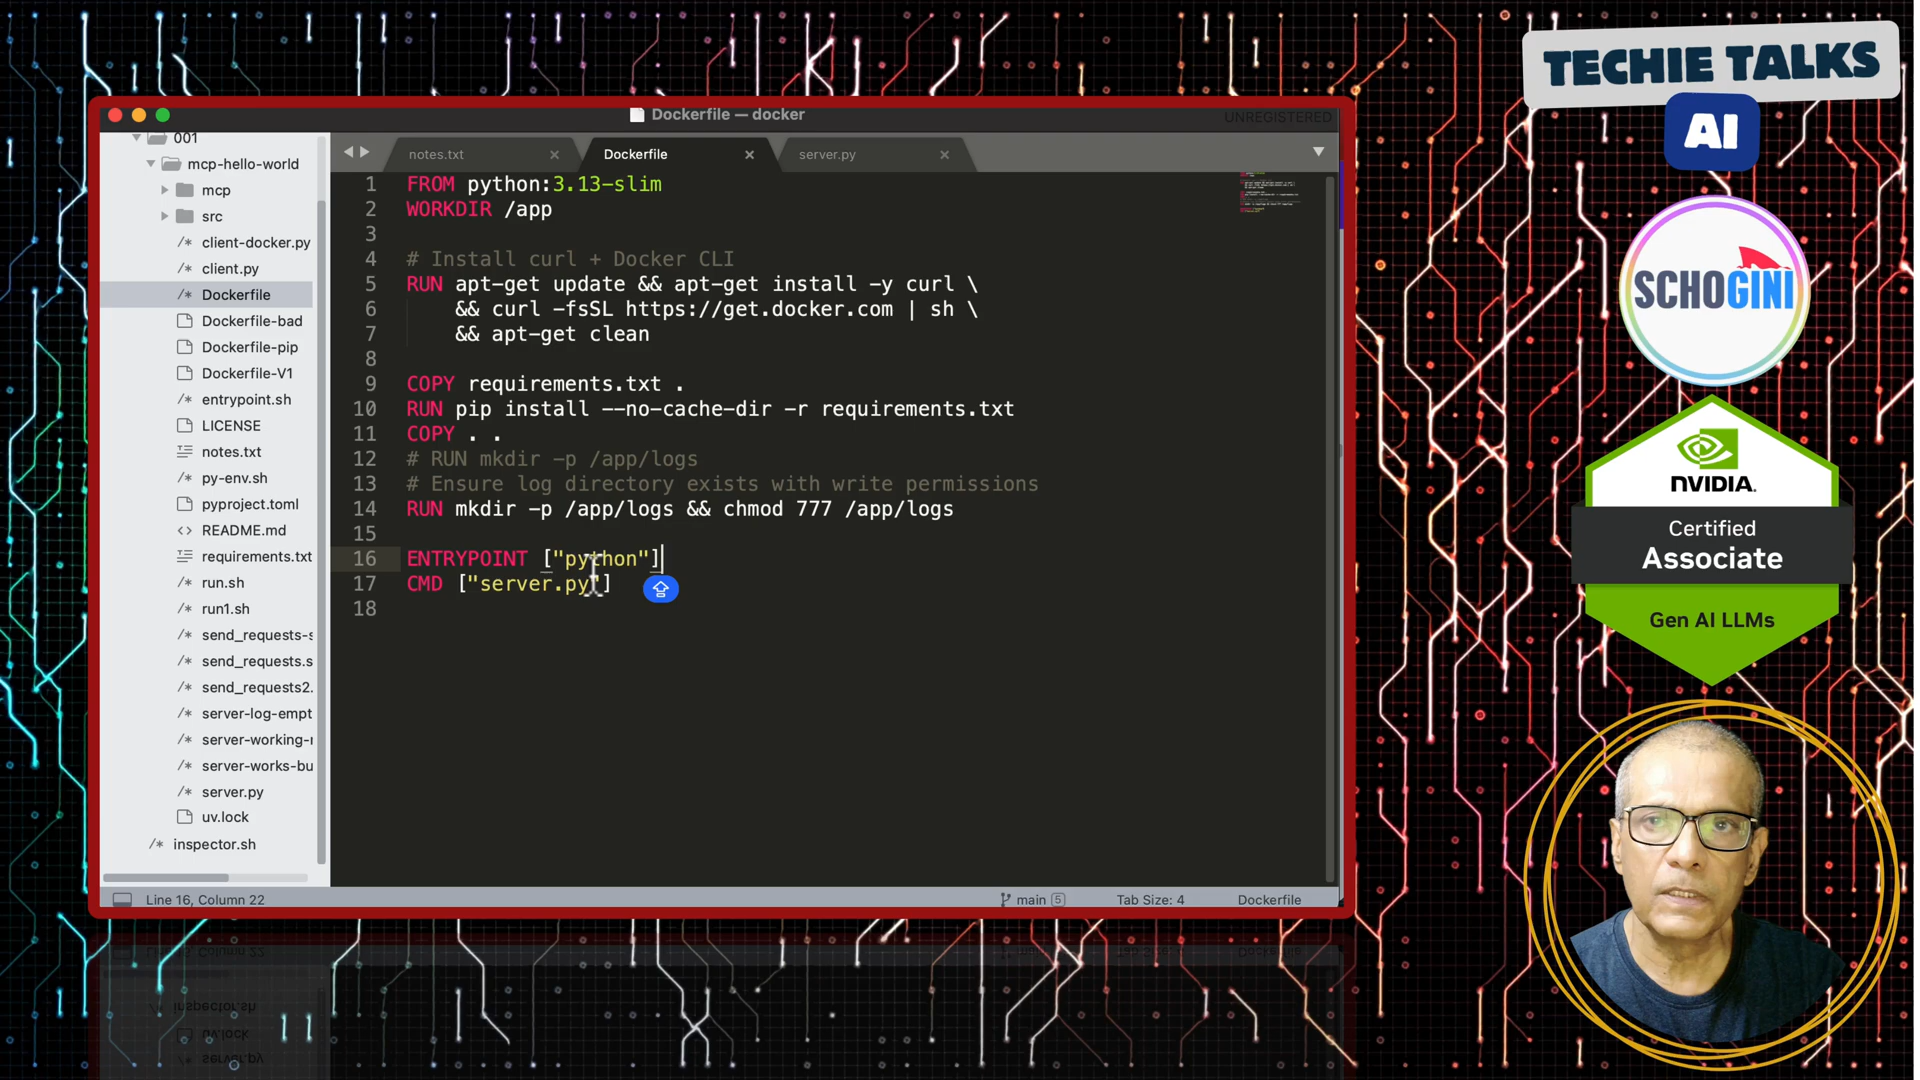 TECHIE TALKS
AI
SCHOGINI
NVIDIA.
Certified
Associate
Gen AI LLMs
Dockerfile — docker
UNREGISTERED
001
mcp-hello-world
mcp
src
client-docker.py
client.py
Dockerfile
Dockerfile-bad
Dockerfile-pip
Dockerfile-V1
entrypoint.sh
LICENSE
notes.txt
py-env.sh
pyproject.toml
README.md
requirements.txt
run.sh
run1.sh
send_requests-s
send_requests.s
send_requests2.
server-log-empt
server-working-r
server-works-bu
server.py
uv.lock
inspector.sh
notes.txt
Dockerfile
server.py
1 FROM python:3.13-slim
2 WORKDIR /app
3
4 # Install curl + Docker CLI
5 RUN apt-get update && apt-get install -y curl \
6 && curl -fsSL https://get.docker.com | sh \
7 && apt-get clean
8
9 COPY requirements.txt .
10 RUN pip install --no-cache-dir -r requirements.txt
11 COPY . .
12 # RUN mkdir -p /app/logs
13 # Ensure log directory exists with write permissions
14 RUN mkdir -p /app/logs && chmod 777 /app/logs
15
16 ENTRYPOINT ["python"]
17 CMD ["server.py"]
18
Line 16, Column 22
main 5
Tab Size: 4
Dockerfile